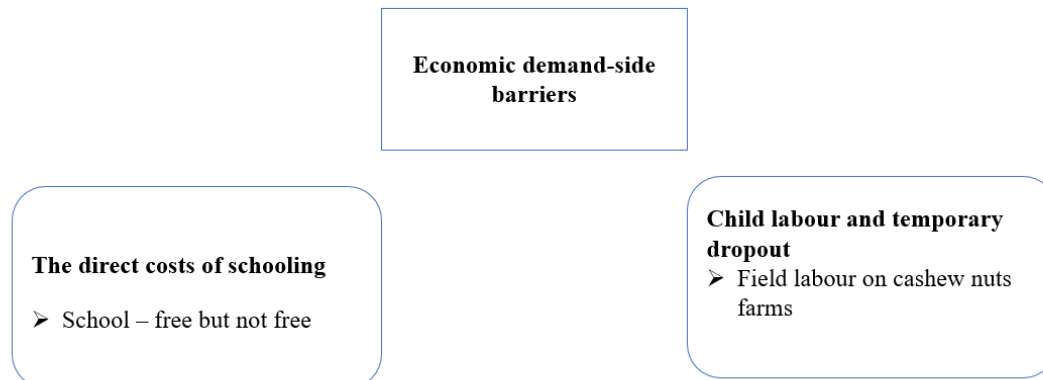 Economic demand-side
barriers
The direct costs of schooling
➢ School – free but not free
Child labour and temporary
dropout
➢ Field labour on cashew nuts
farms